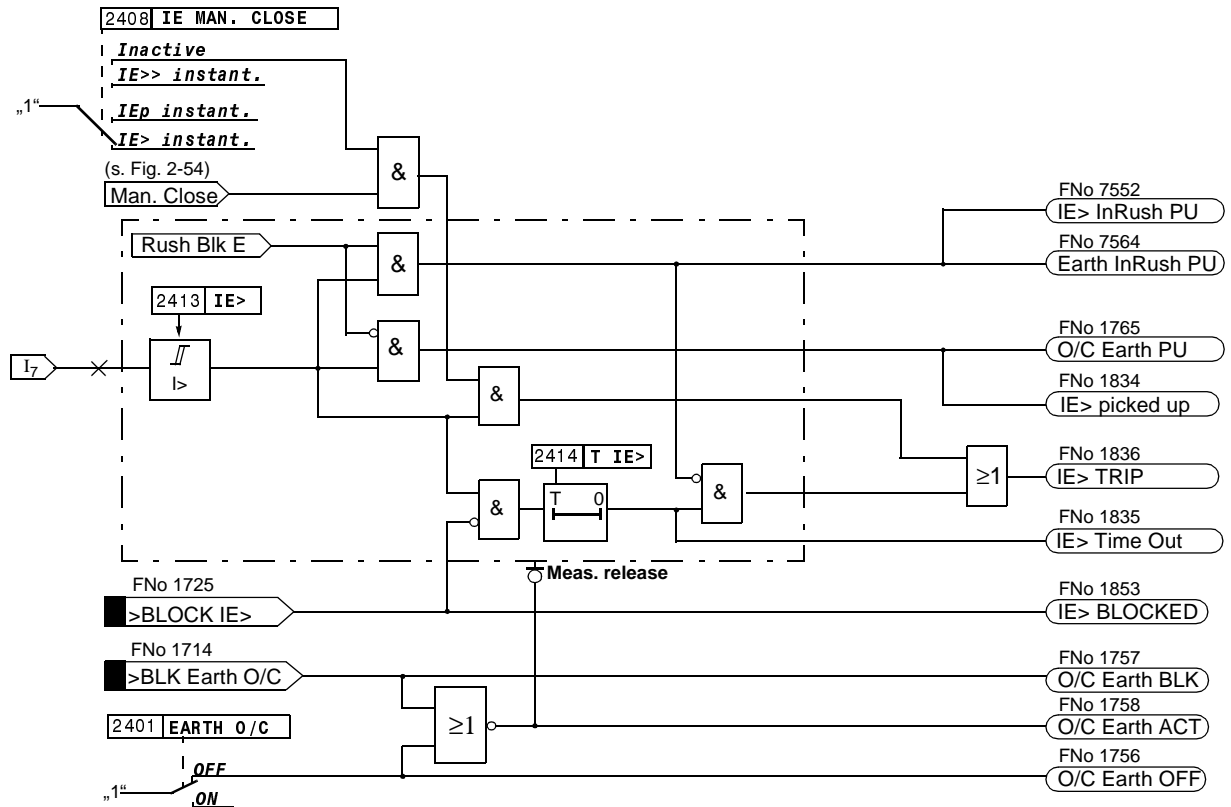 2408 IE MAN. CLOSE
Inactive
IE>> instant.
„1“
IEp instant.
IE> instant.
(s. Fig. 2-54)
Man. Close
&
FNo 7552
IE> InRush PU
Rush Blk E
&
FNo 7564
Earth InRush PU
2413 IE>
&
FNo 1765
O/C Earth PU
I7
I>
FNo 1834
IE> picked up
&
2414 T IE>
FNo 1836
IE> TRIP
≥1
&
T 0
&
FNo 1835
IE> Time Out
Meas. release
FNo 1725
>BLOCK IE>
FNo 1853
IE> BLOCKED
FNo 1714
>BLK Earth O/C
FNo 1757
O/C Earth BLK
≥1
FNo 1758
O/C Earth ACT
2401 EARTH O/C
FNo 1756
O/C Earth OFF
OFF
„1“
ON